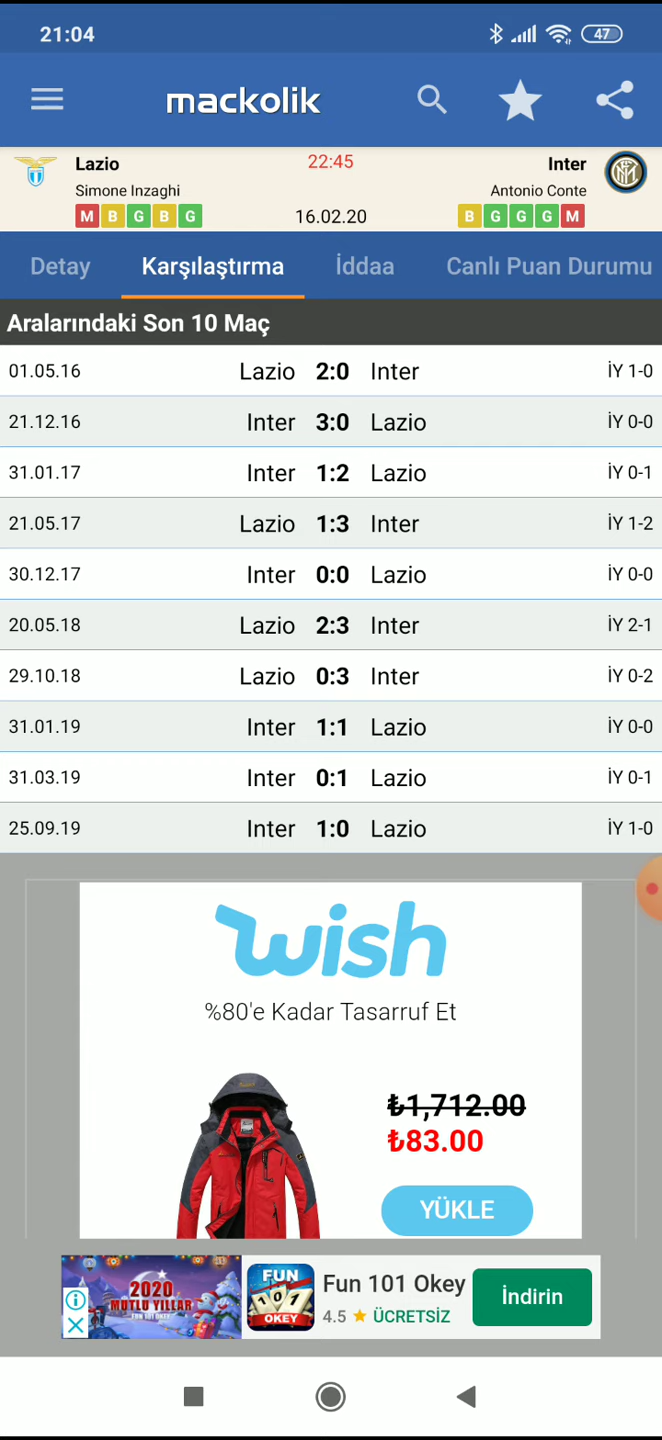 21:04
47
mackolik
Lazio 22:45 Inter
Simone Inzaghi Antonio Conte
M B G B G 16.02.20 B G G G M
Detay Karşılaştırma İddaa Canlı Puan Durumu
Aralarındaki Son 10 Maç
01.05.16 Lazio 2:0 Inter İY 1-0
21.12.16 Inter 3:0 Lazio İY 0-0
31.01.17 Inter 1:2 Lazio İY 0-1
21.05.17 Lazio 1:3 Inter İY 1-2
30.12.17 Inter 0:0 Lazio İY 0-0
20.05.18 Lazio 2:3 Inter İY 2-1
29.10.18 Lazio 0:3 Inter İY 0-2
31.01.19 Inter 1:1 Lazio İY 0-0
31.03.19 Inter 0:1 Lazio İY 0-1
25.09.19 Inter 1:0 Lazio İY 1-0
wish
%80'e Kadar Tasarruf Et
₺1,712.00
₺83.00
YÜKLE
2020
MUTLU YILLAR
FUN 101 OKEY
FUN
101
OKEY
Fun 101 Okey
4.5 ★ ÜCRETSİZ
İndirin